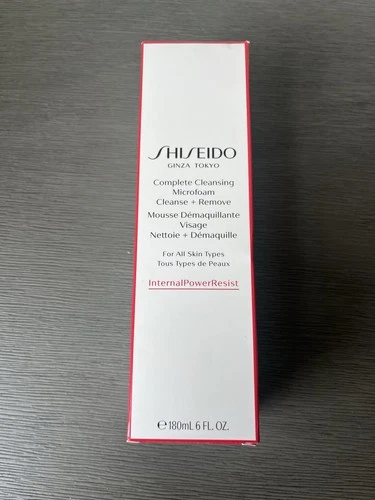 SHISEIDO
GINZA TOKYO
Complete Cleansing
Microfoam
Cleanse + Remove
Mousse Démaquillante
Visage
Nettoie + Démaquille
For All Skin Types
Tous Types de Peaux
InternalPowerResist
℮180mL 6 FL. OZ.